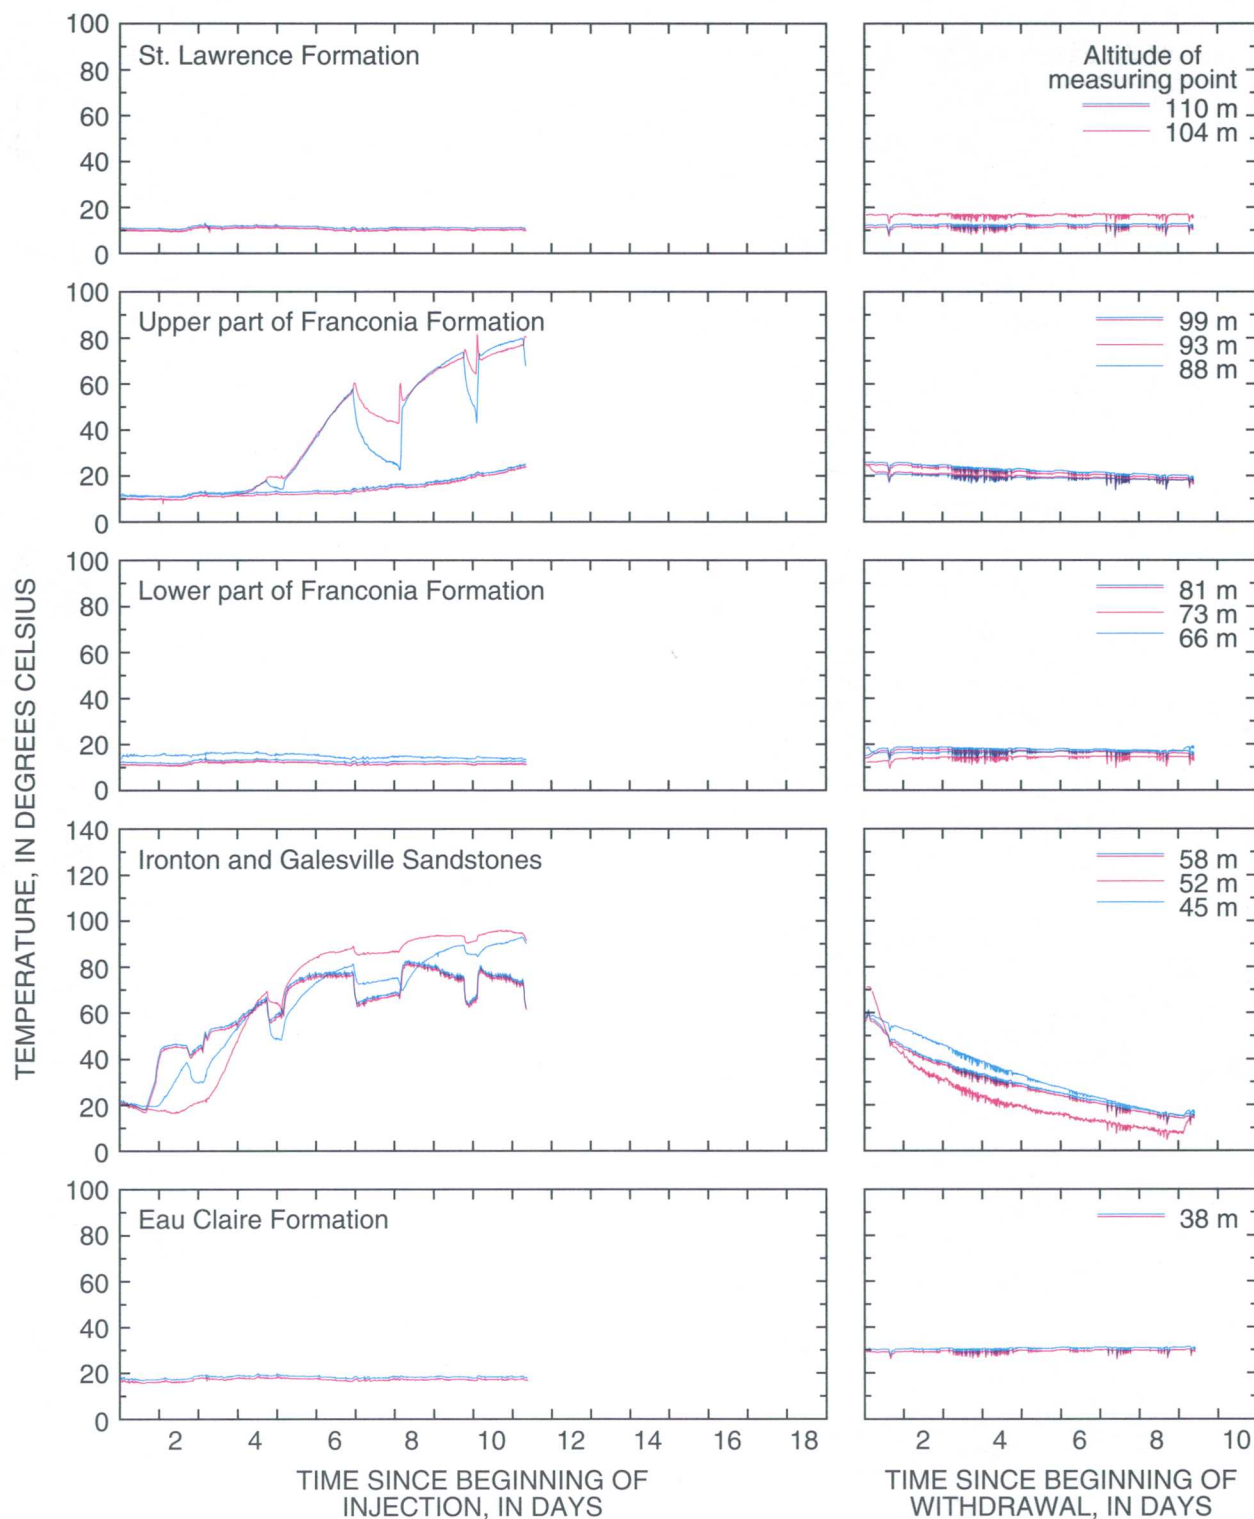 TEMPERATURE, IN DEGREES CELSIUS
100
80
60
40
20
0
St. Lawrence Formation
Altitude of
measuring point
110 m
104 m
100
80
60
40
20
0
Upper part of Franconia Formation
99 m
93 m
88 m
100
80
60
40
20
0
Lower part of Franconia Formation
81 m
73 m
66 m
140
120
100
80
60
40
20
0
Ironton and Galesville Sandstones
58 m
52 m
45 m
100
80
60
40
20
0
Eau Claire Formation
38 m
2 4 6 8 10 12 14 16 18
TIME SINCE BEGINNING OF
INJECTION, IN DAYS
2 4 6 8 10
TIME SINCE BEGINNING OF
WITHDRAWAL, IN DAYS